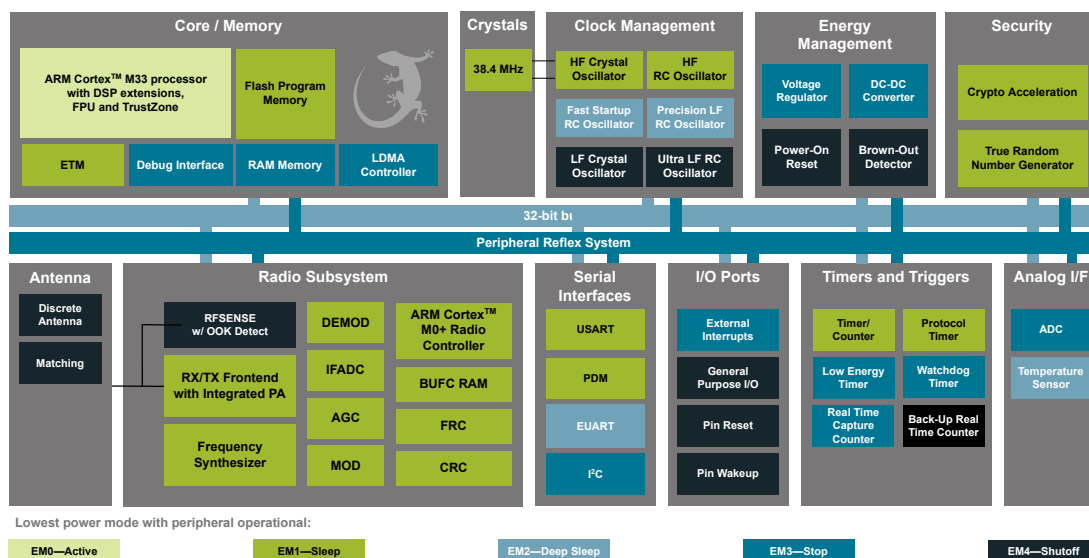 Core / Memory
ARM Cortex™ M33 processor
with DSP extensions,
FPU and TrustZone
Flash Program
Memory
ETM
Debug Interface
RAM Memory
LDMA
Controller
Crystals
38.4 MHz
Clock Management
HF Crystal
Oscillator
HF
RC Oscillator
Fast Startup
RC Oscillator
Precision LF
RC Oscillator
LF Crystal
Oscillator
Ultra LF RC
Oscillator
Energy
Management
Voltage
Regulator
DC-DC
Converter
Power-On
Reset
Brown-Out
Detector
Security
Crypto Acceleration
True Random
Number Generator
32-bit
Peripheral Reflex System
Antenna
Discrete
Antenna
Matching
Radio Subsystem
RFSENSE
w/ OOK Detect
RX/TX Frontend
with Integrated PA
Frequency
Synthesizer
DEMOD
IFADC
AGC
MOD
ARM Cortex™
M0+ Radio
Controller
BUFC RAM
FRC
CRC
Serial
Interfaces
USART
PDM
EUART
I²C
I/O Ports
External
Interrupts
General
Purpose I/O
Pin Reset
Pin Wakeup
Timers and Triggers
Timer/
Counter
Protocol
Timer
Low Energy
Timer
Watchdog
Timer
Real Time
Capture
Counter
Back-Up Real
Time Counter
Analog I/F
ADC
Temperature
Sensor
Lowest power mode with peripheral operational:
EM0—Active
EM1—Sleep
EM2—Deep Sleep
EM3—Stop
EM4—Shutoff